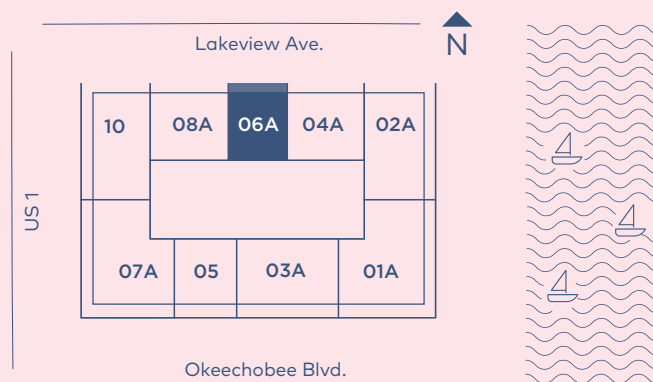 Lakeview Ave.
N
10
08A
06A
04A
02A
US 1
07A
05
03A
01A
Okeechobee Blvd.